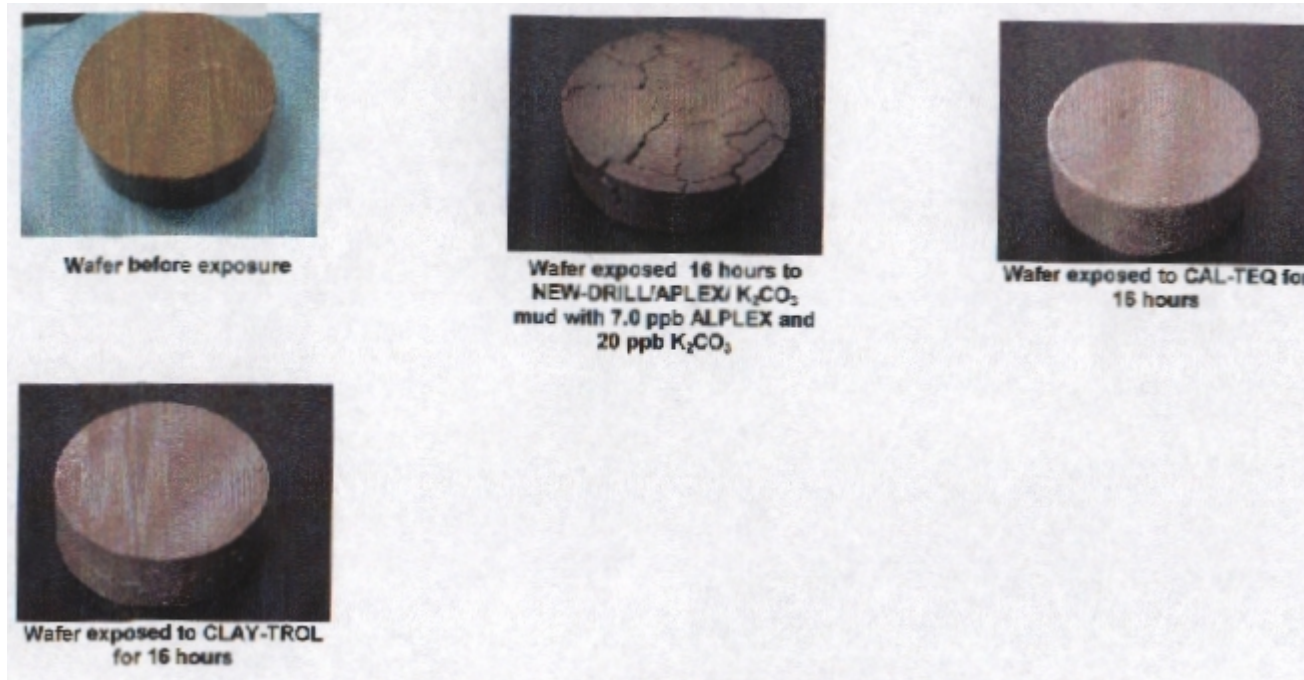 Wafer before exposure
Wafer exposed 16 hours to
NEW-DRILL/APLEX/ K₂CO₃
mud with 7.0 ppb ALPLEX and
20 ppb K₂CO₃
Wafer exposed to CAL-TEQ for
16 hours
Wafer exposed to CLAY-TROL
for 16 hours